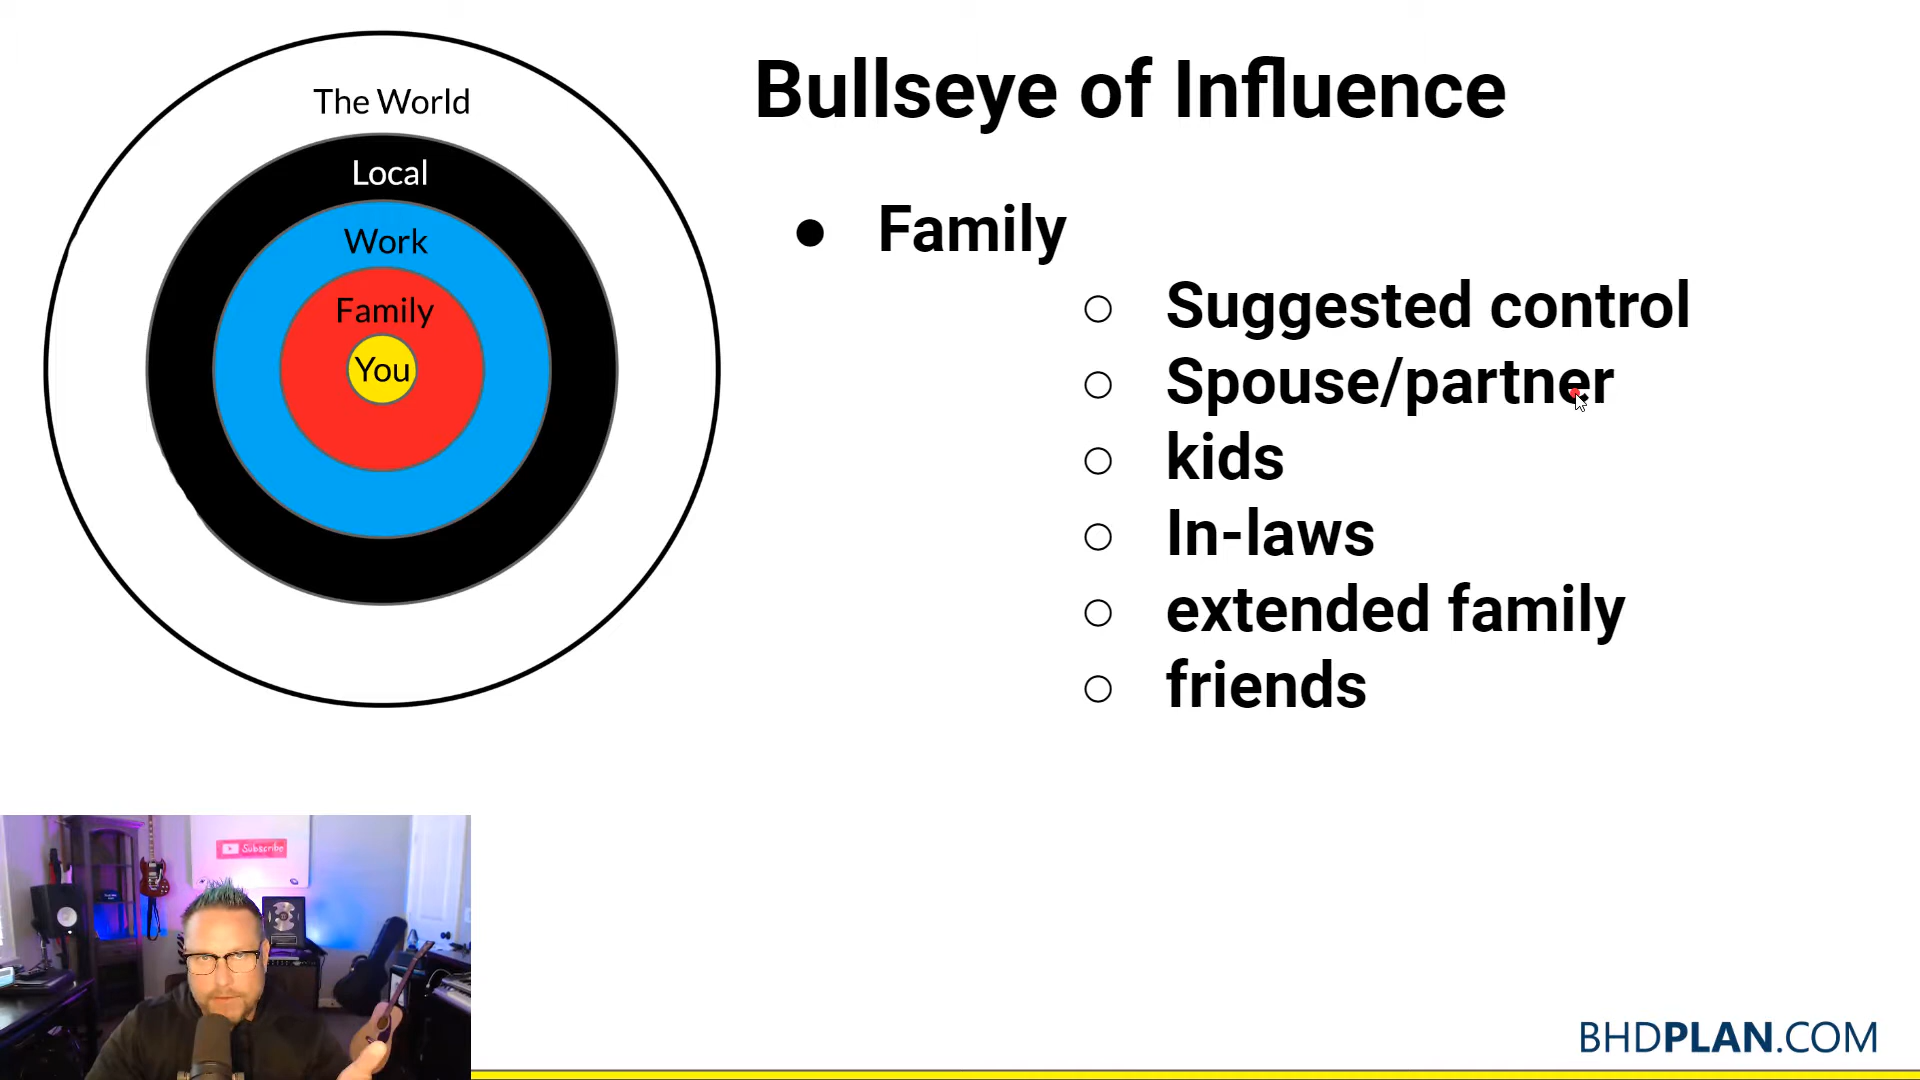 The World
Local
Work
Family
You
Bullseye of Influence
● Family
○ Suggested control
○ Spouse/partner
○ kids
○ In-laws
○ extended family
○ friends
Subscribe
BHDPLAN.COM